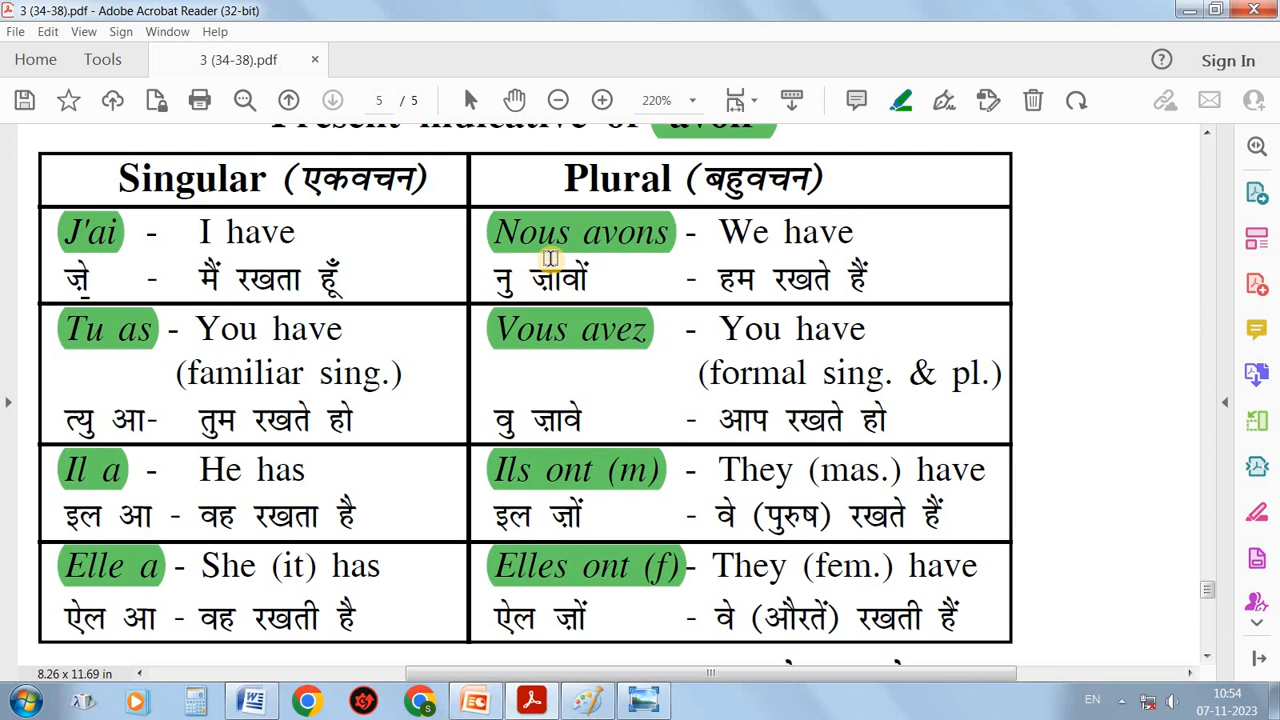 3 (34-38).pdf - Adobe Acrobat Reader (32-bit)
File Edit View Sign Window Help
Home Tools 3 (34-38).pdf × Sign In
5 / 5 220%
Present indicative of 'avoir'
Singular (एकवचन) Plural (बहुवचन)
J'ai - I have Nous avons - We have
ज़े - मैं रखता हूँ नु ज़ावों - हम रखते हैं
Tu as - You have Vous avez - You have
(familiar sing.) (formal sing. & pl.)
त्यु आ- तुम रखते हो वु ज़ावे - आप रखते हो
Il a - He has Ils ont (m) - They (mas.) have
इल आ - वह रखता है इल ज़ों - वे (पुरुष) रखते हैं
Elle a - She (it) has Elles ont (f)- They (fem.) have
ऐल आ - वह रखती है ऐल ज़ों - वे (औरतें) रखती हैं
8.26 x 11.69 in
EN 10:54
07-11-2023